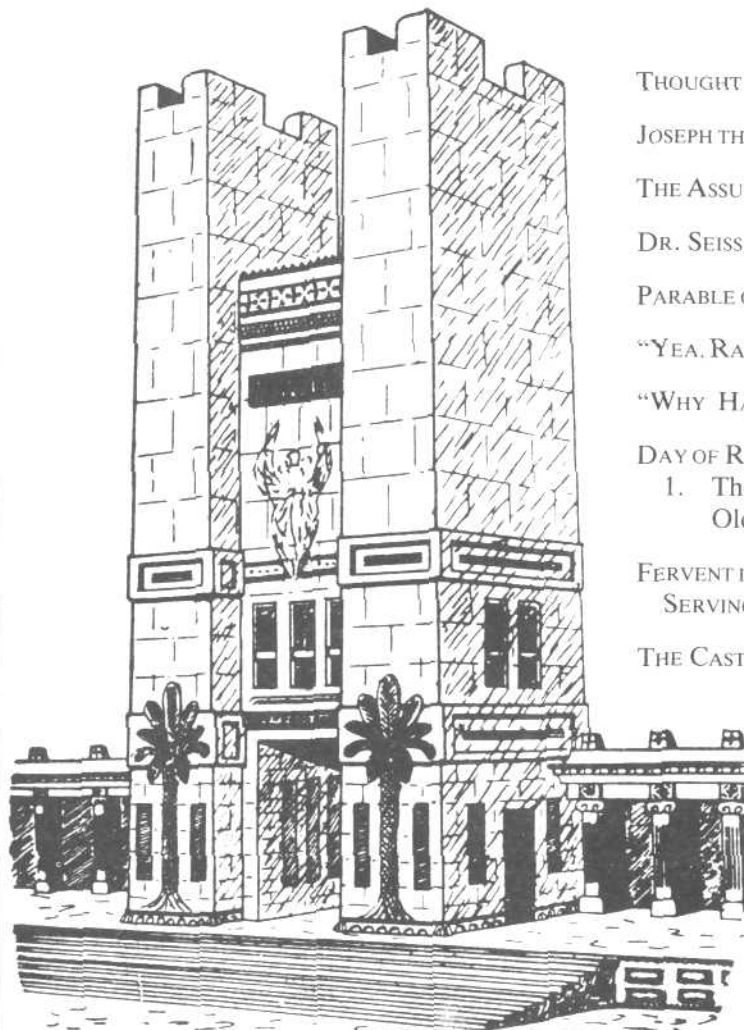 THOUGHT
JOSEPH TH
THE ASSU
DR. SEISS
PARABLE
"YEA, RA
"WHY HA
DAY OF R
1. Th
Old
FERVENT I
SERVING
THE CAST